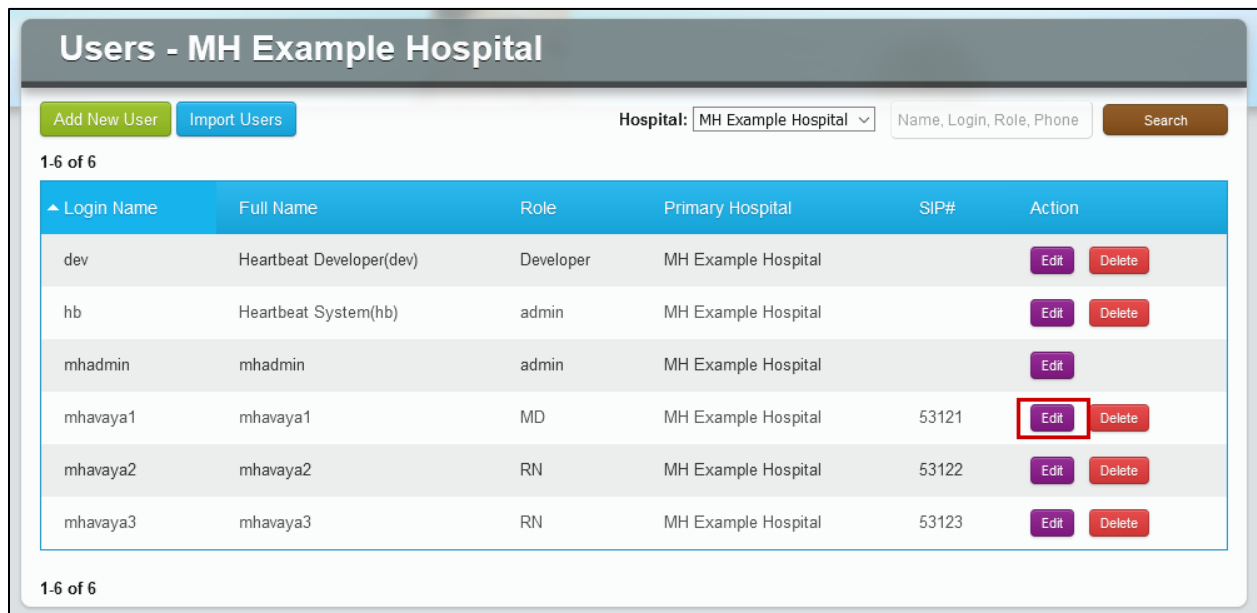 Users - MH Example Hospital
Add New User Import Users Hospital: MH Example Hospital Name, Login, Role, Phone Search
1-6 of 6
Login Name Full Name Role Primary Hospital SIP# Action
dev Heartbeat Developer(dev) Developer MH Example Hospital Edit Delete
hb Heartbeat System(hb) admin MH Example Hospital Edit Delete
mhadmin mhadmin admin MH Example Hospital Edit
mhavaya1 mhavaya1 MD MH Example Hospital 53121 Edit Delete
mhavaya2 mhavaya2 RN MH Example Hospital 53122 Edit Delete
mhavaya3 mhavaya3 RN MH Example Hospital 53123 Edit Delete
1-6 of 6